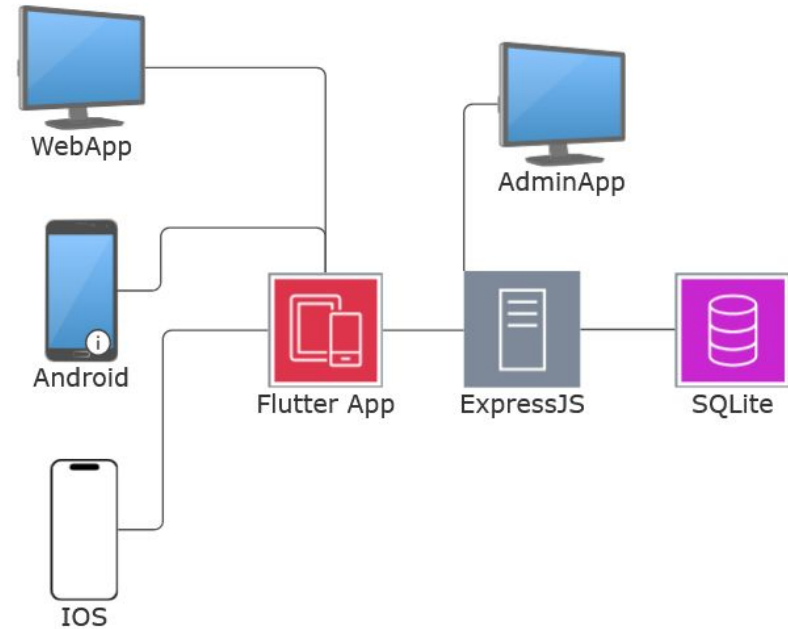 WebApp
AdminApp
Android
i
Flutter App
ExpressJS
SQLite
IOS